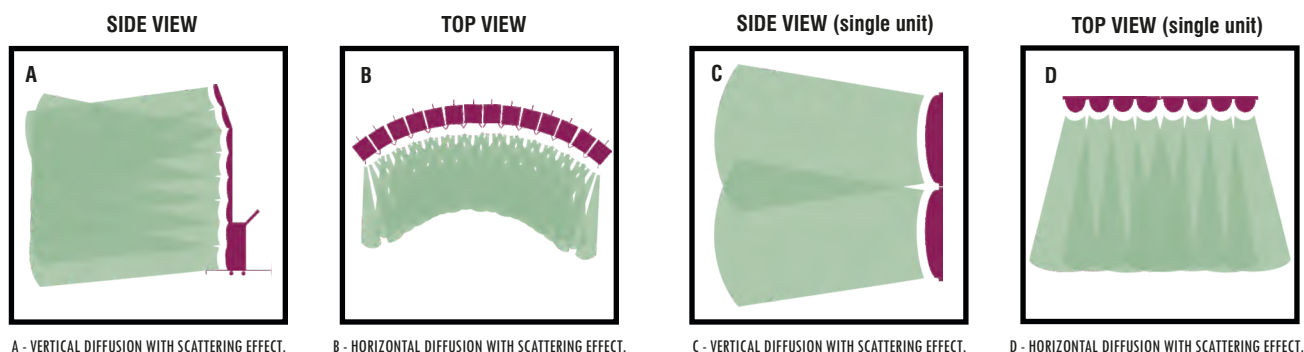 SIDE VIEW
TOP VIEW
SIDE VIEW (single unit)
TOP VIEW (single unit)
A
B
C
D
A - VERTICAL DIFFUSION WITH SCATTERING EFFECT.
B - HORIZONTAL DIFFUSION WITH SCATTERING EFFECT.
C - VERTICAL DIFFUSION WITH SCATTERING EFFECT.
D - HORIZONTAL DIFFUSION WITH SCATTERING EFFECT.